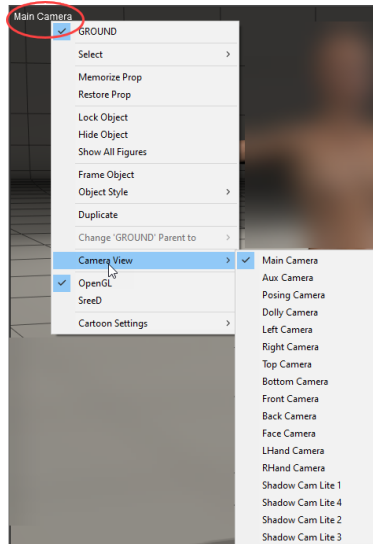 Main Camera
GROUND
Select
Memorize Prop
Restore Prop
Lock Object
Hide Object
Show All Figures
Frame Object
Object Style
Duplicate
Change 'GROUND' Parent to
Camera View
OpenGL
SreeD
Cartoon Settings
Main Camera
Aux Camera
Posing Camera
Dolly Camera
Left Camera
Right Camera
Top Camera
Bottom Camera
Front Camera
Back Camera
Face Camera
LHand Camera
RHand Camera
Shadow Cam Lite 1
Shadow Cam Lite 4
Shadow Cam Lite 2
Shadow Cam Lite 3